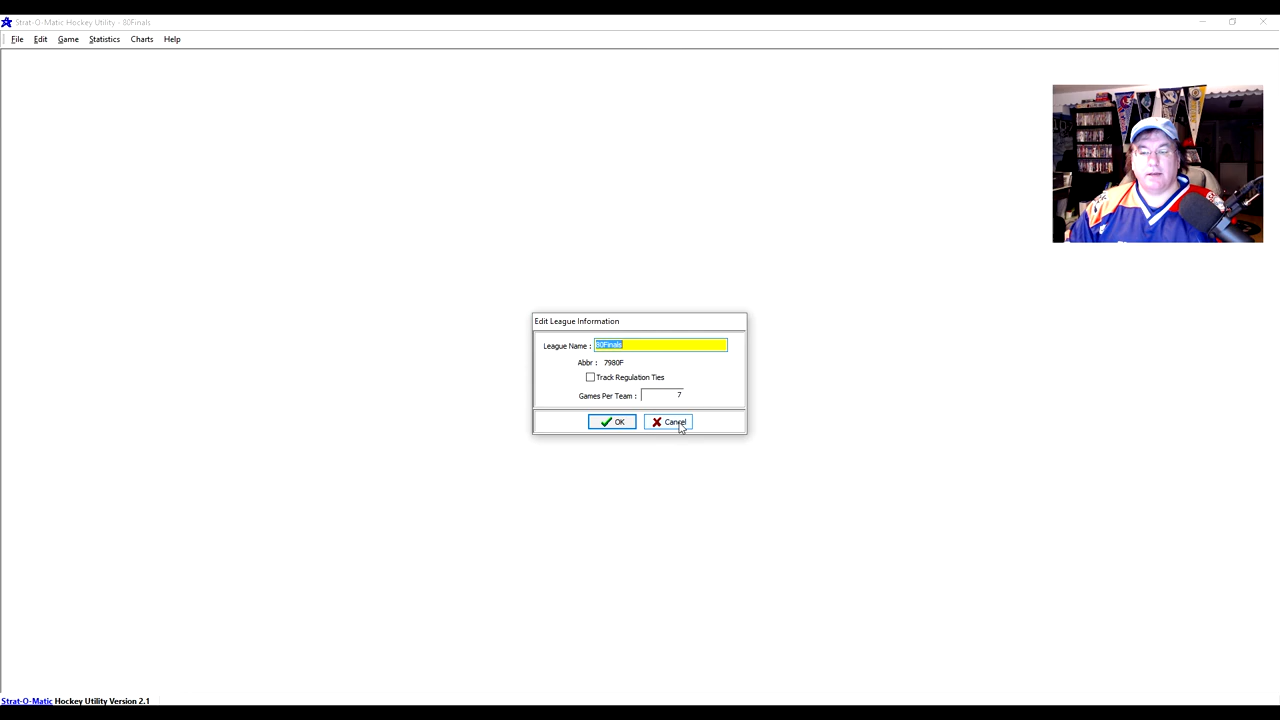 Strat-O-Matic Hockey Utility - 80Finals
File Edit Game Statistics Charts Help
Edit League Information
League Name : 80Finals
Abbr : 7980F
Track Regulation Ties
Games Per Team : 7
OK Cancel
Strat-O-Matic Hockey Utility Version 2.1